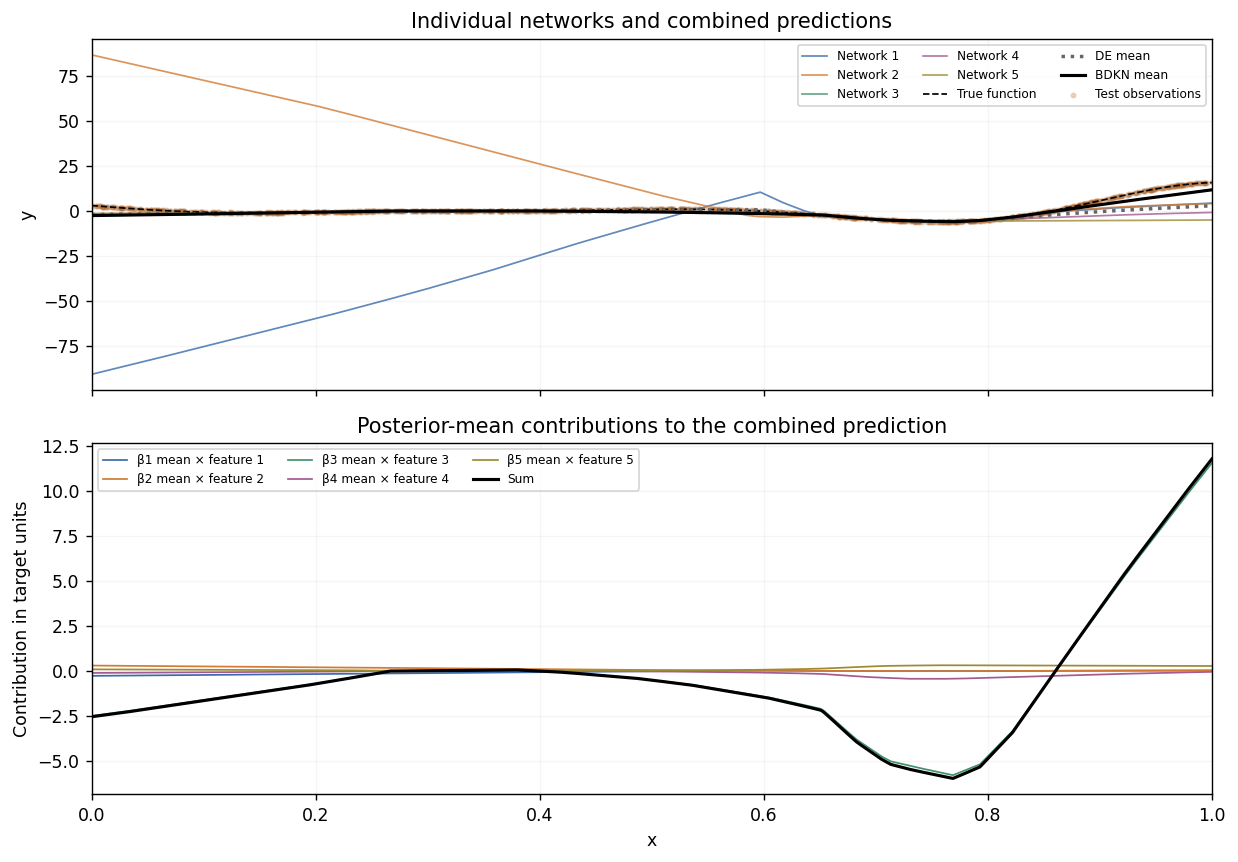 Individual networks and combined predictions
y
75
50
25
0
−25
−50
−75
Network 1
Network 2
Network 3
Network 4
Network 5
True function
DE mean
BDKN mean
Test observations
Posterior-mean contributions to the combined prediction
Contribution in target units
12.5
10.0
7.5
5.0
2.5
0.0
−2.5
−5.0
β1 mean × feature 1
β2 mean × feature 2
β3 mean × feature 3
β4 mean × feature 4
β5 mean × feature 5
Sum
0.0 0.2 0.4 0.6 0.8 1.0
x